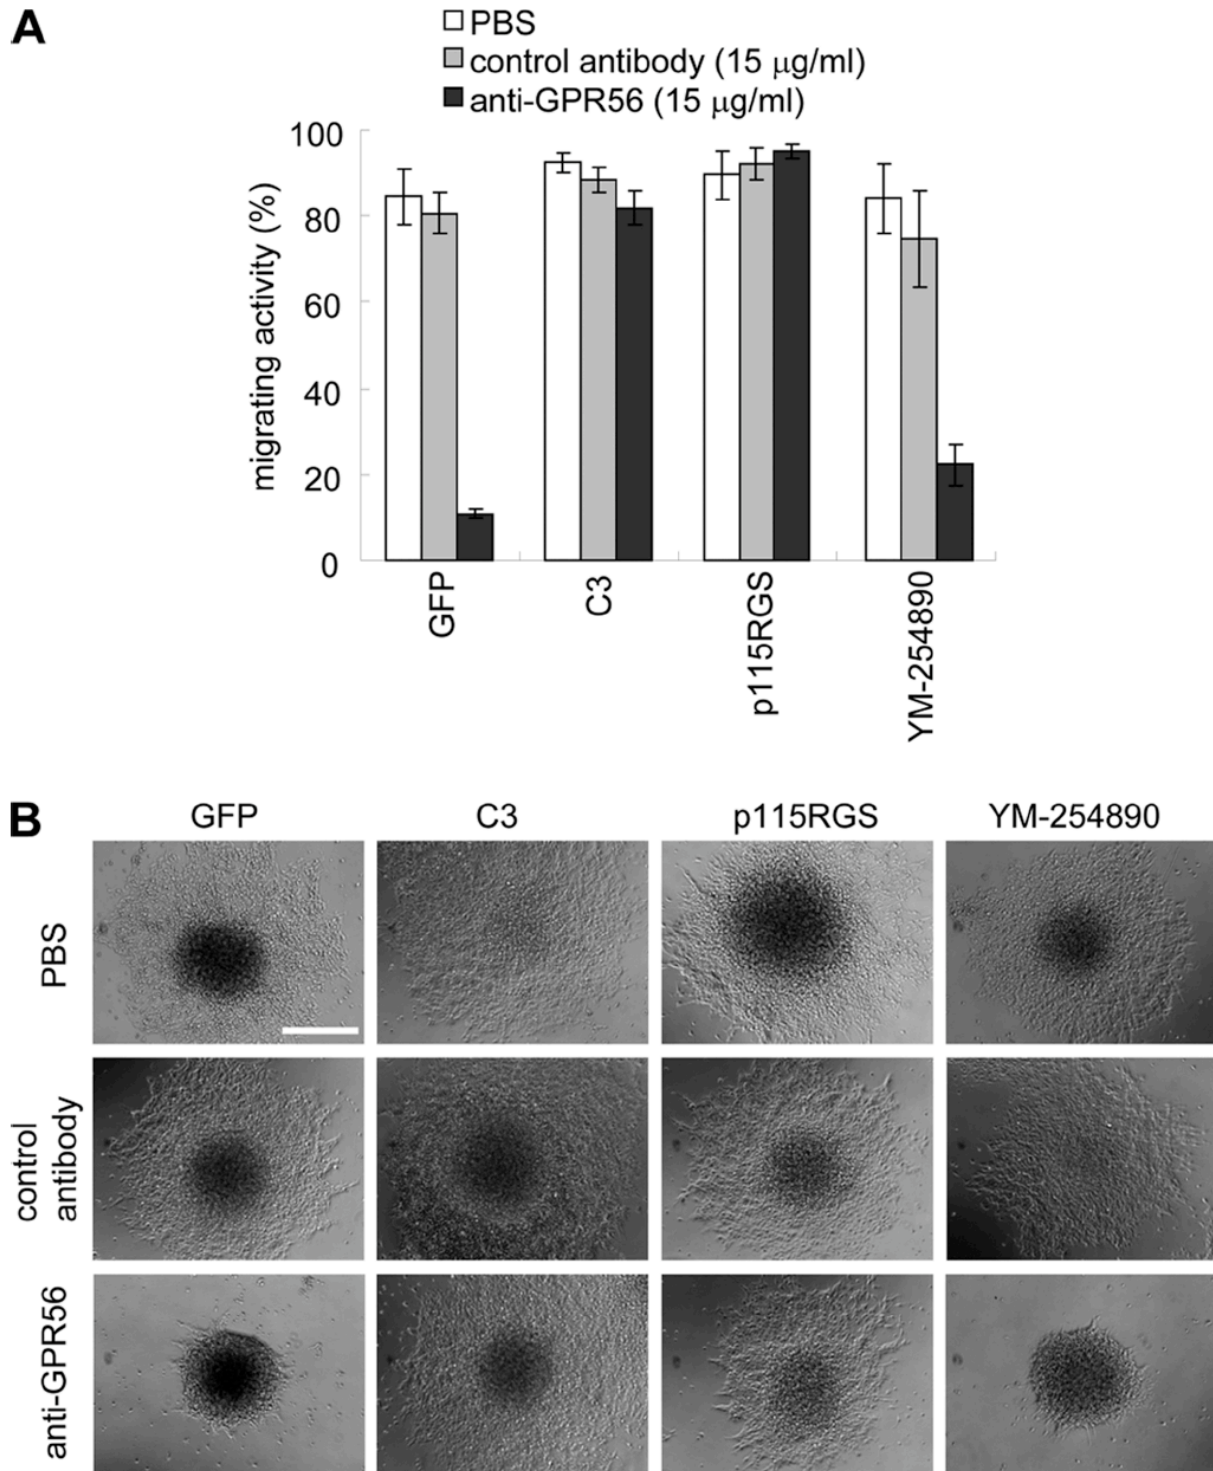 A
PBS
control antibody (15 μg/ml)
anti-GPR56 (15 μg/ml)
migrating activity (%)
100
80
60
40
20
0
GFP
C3
p115RGS
YM-254890
B
GFP
C3
p115RGS
YM-254890
PBS
control
antibody
anti-GPR56